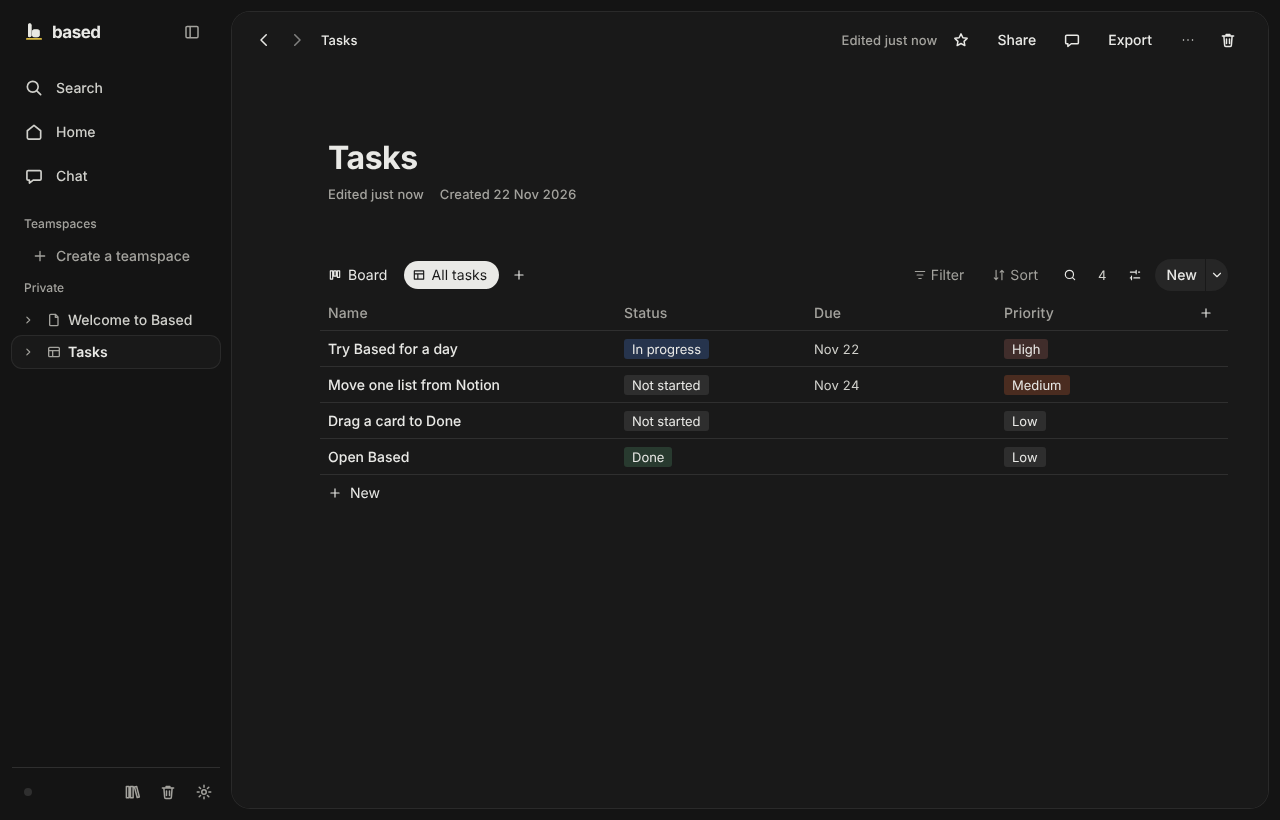 based
Search
Home
Chat
Teamspaces
Create a teamspace
Private
Welcome to Based
Tasks
Tasks
Edited just now
Share
Export
Tasks
Edited just now Created 22 Nov 2026
Board All tasks Filter Sort 4 New
Name Status Due Priority
Try Based for a day In progress Nov 22 High
Move one list from Notion Not started Nov 24 Medium
Drag a card to Done Not started Low
Open Based Done Low
New